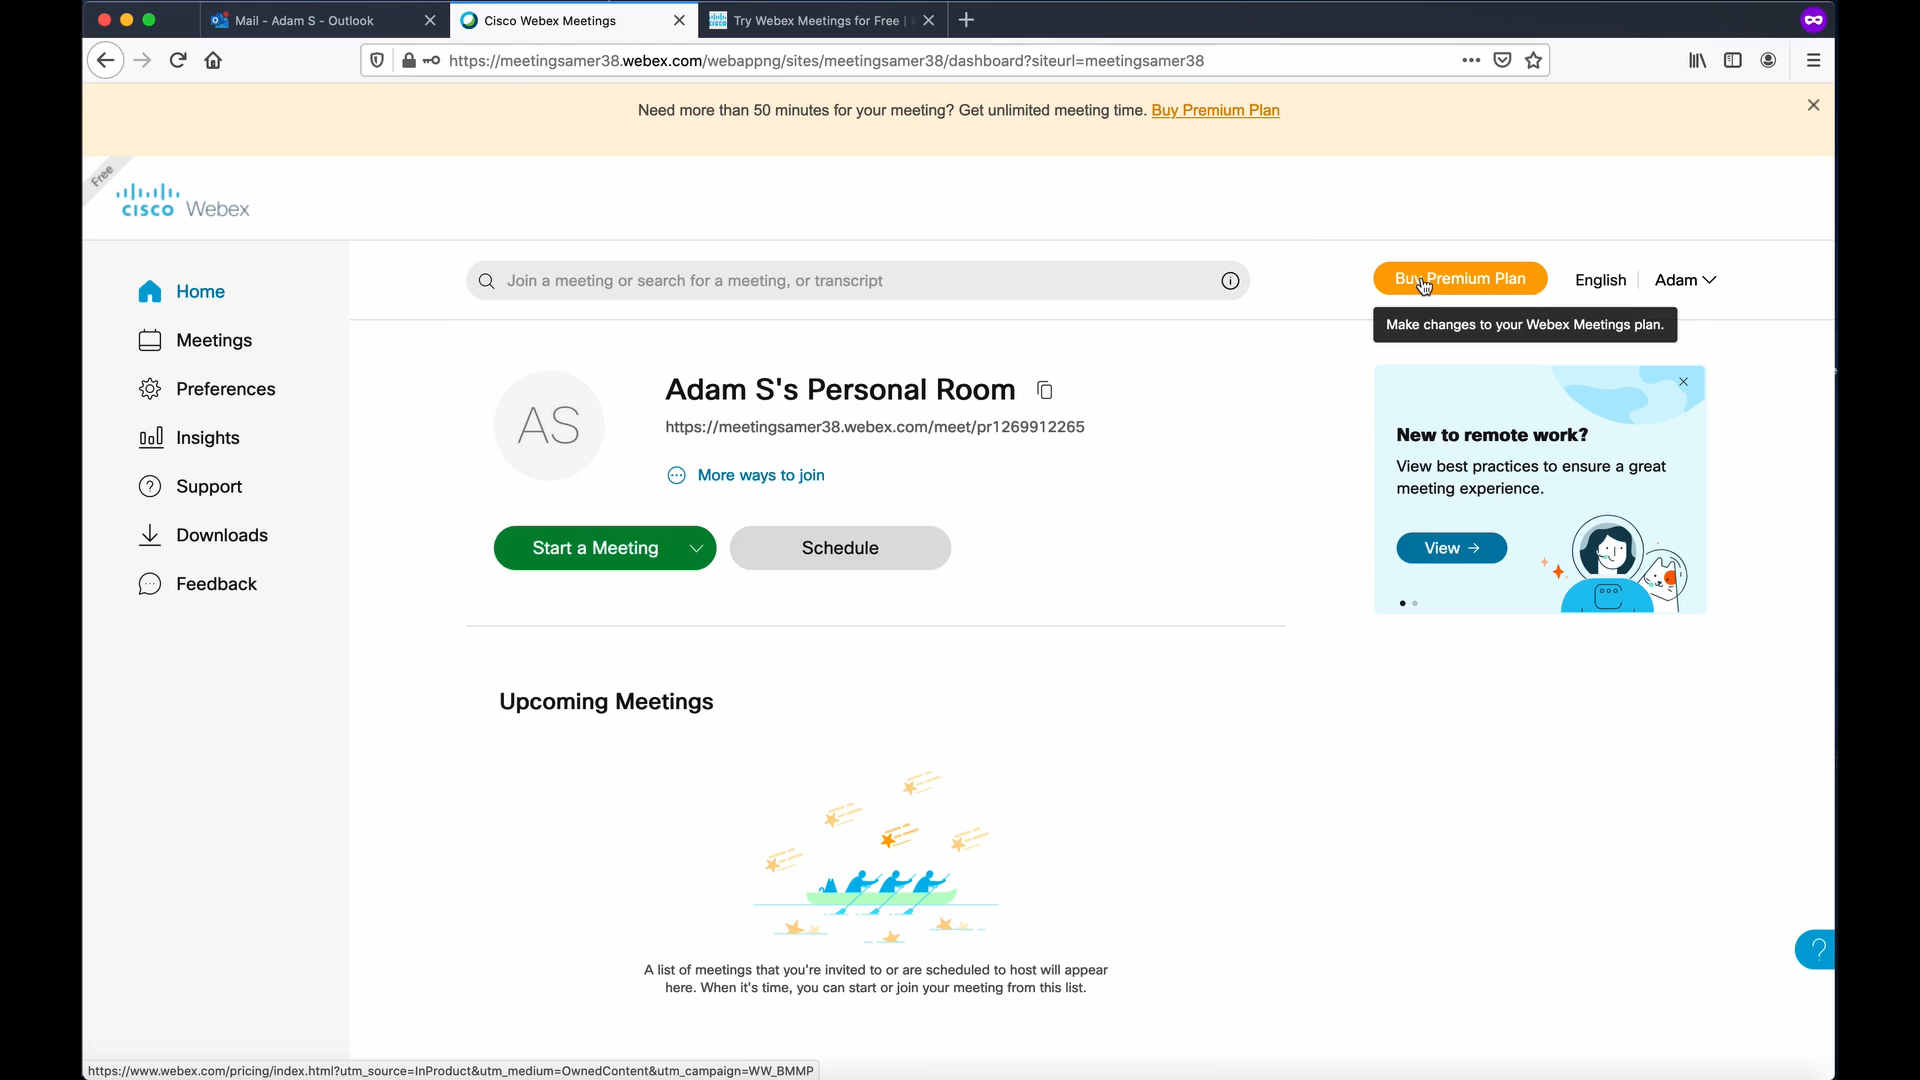 Mail - Adam S - Outlook
Cisco Webex Meetings
Try Webex Meetings for Free |
https://meetingsamer38.webex.com/webappng/sites/meetingsamer38/dashboard?siteurl=meetingsamer38
Need more than 50 minutes for your meeting? Get unlimited meeting time. Buy Premium Plan
Free
CISCO Webex
Home
Meetings
Preferences
Insights
Support
Downloads
Feedback
Join a meeting or search for a meeting, or transcript
Buy Premium Plan
English
Adam
Make changes to your Webex Meetings plan.
AS
Adam S's Personal Room
https://meetingsamer38.webex.com/meet/pr1269912265
More ways to join
Start a Meeting
Schedule
New to remote work?
View best practices to ensure a great
meeting experience.
View →
Upcoming Meetings
A list of meetings that you're invited to or are scheduled to host will appear
here. When it's time, you can start or join your meeting from this list.
?
https://www.webex.com/pricing/index.html?utm_source=InProduct&utm_medium=OwnedContent&utm_campaign=WW_BMMP